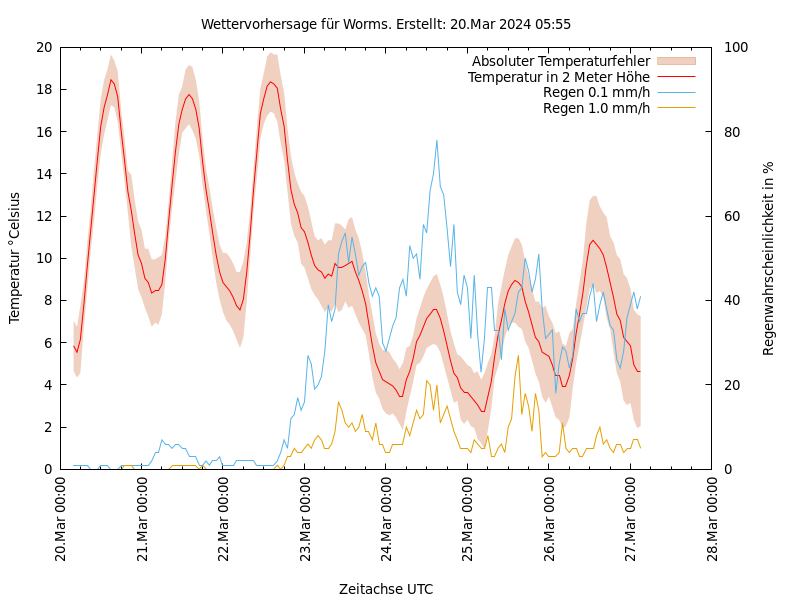 Wettervorhersage für Worms. Erstellt: 20.Mar 2024 05:55
Absoluter Temperaturfehler
Temperatur in 2 Meter Höhe
Regen 0.1 mm/h
Regen 1.0 mm/h
Temperatur °Celsius
20
18
16
14
12
10
8
6
4
2
0
100
80
60
40
20
0
Regenwahrscheinlichkeit in %
20.Mar 00:00
21.Mar 00:00
22.Mar 00:00
23.Mar 00:00
24.Mar 00:00
25.Mar 00:00
26.Mar 00:00
27.Mar 00:00
28.Mar 00:00
Zeitachse UTC